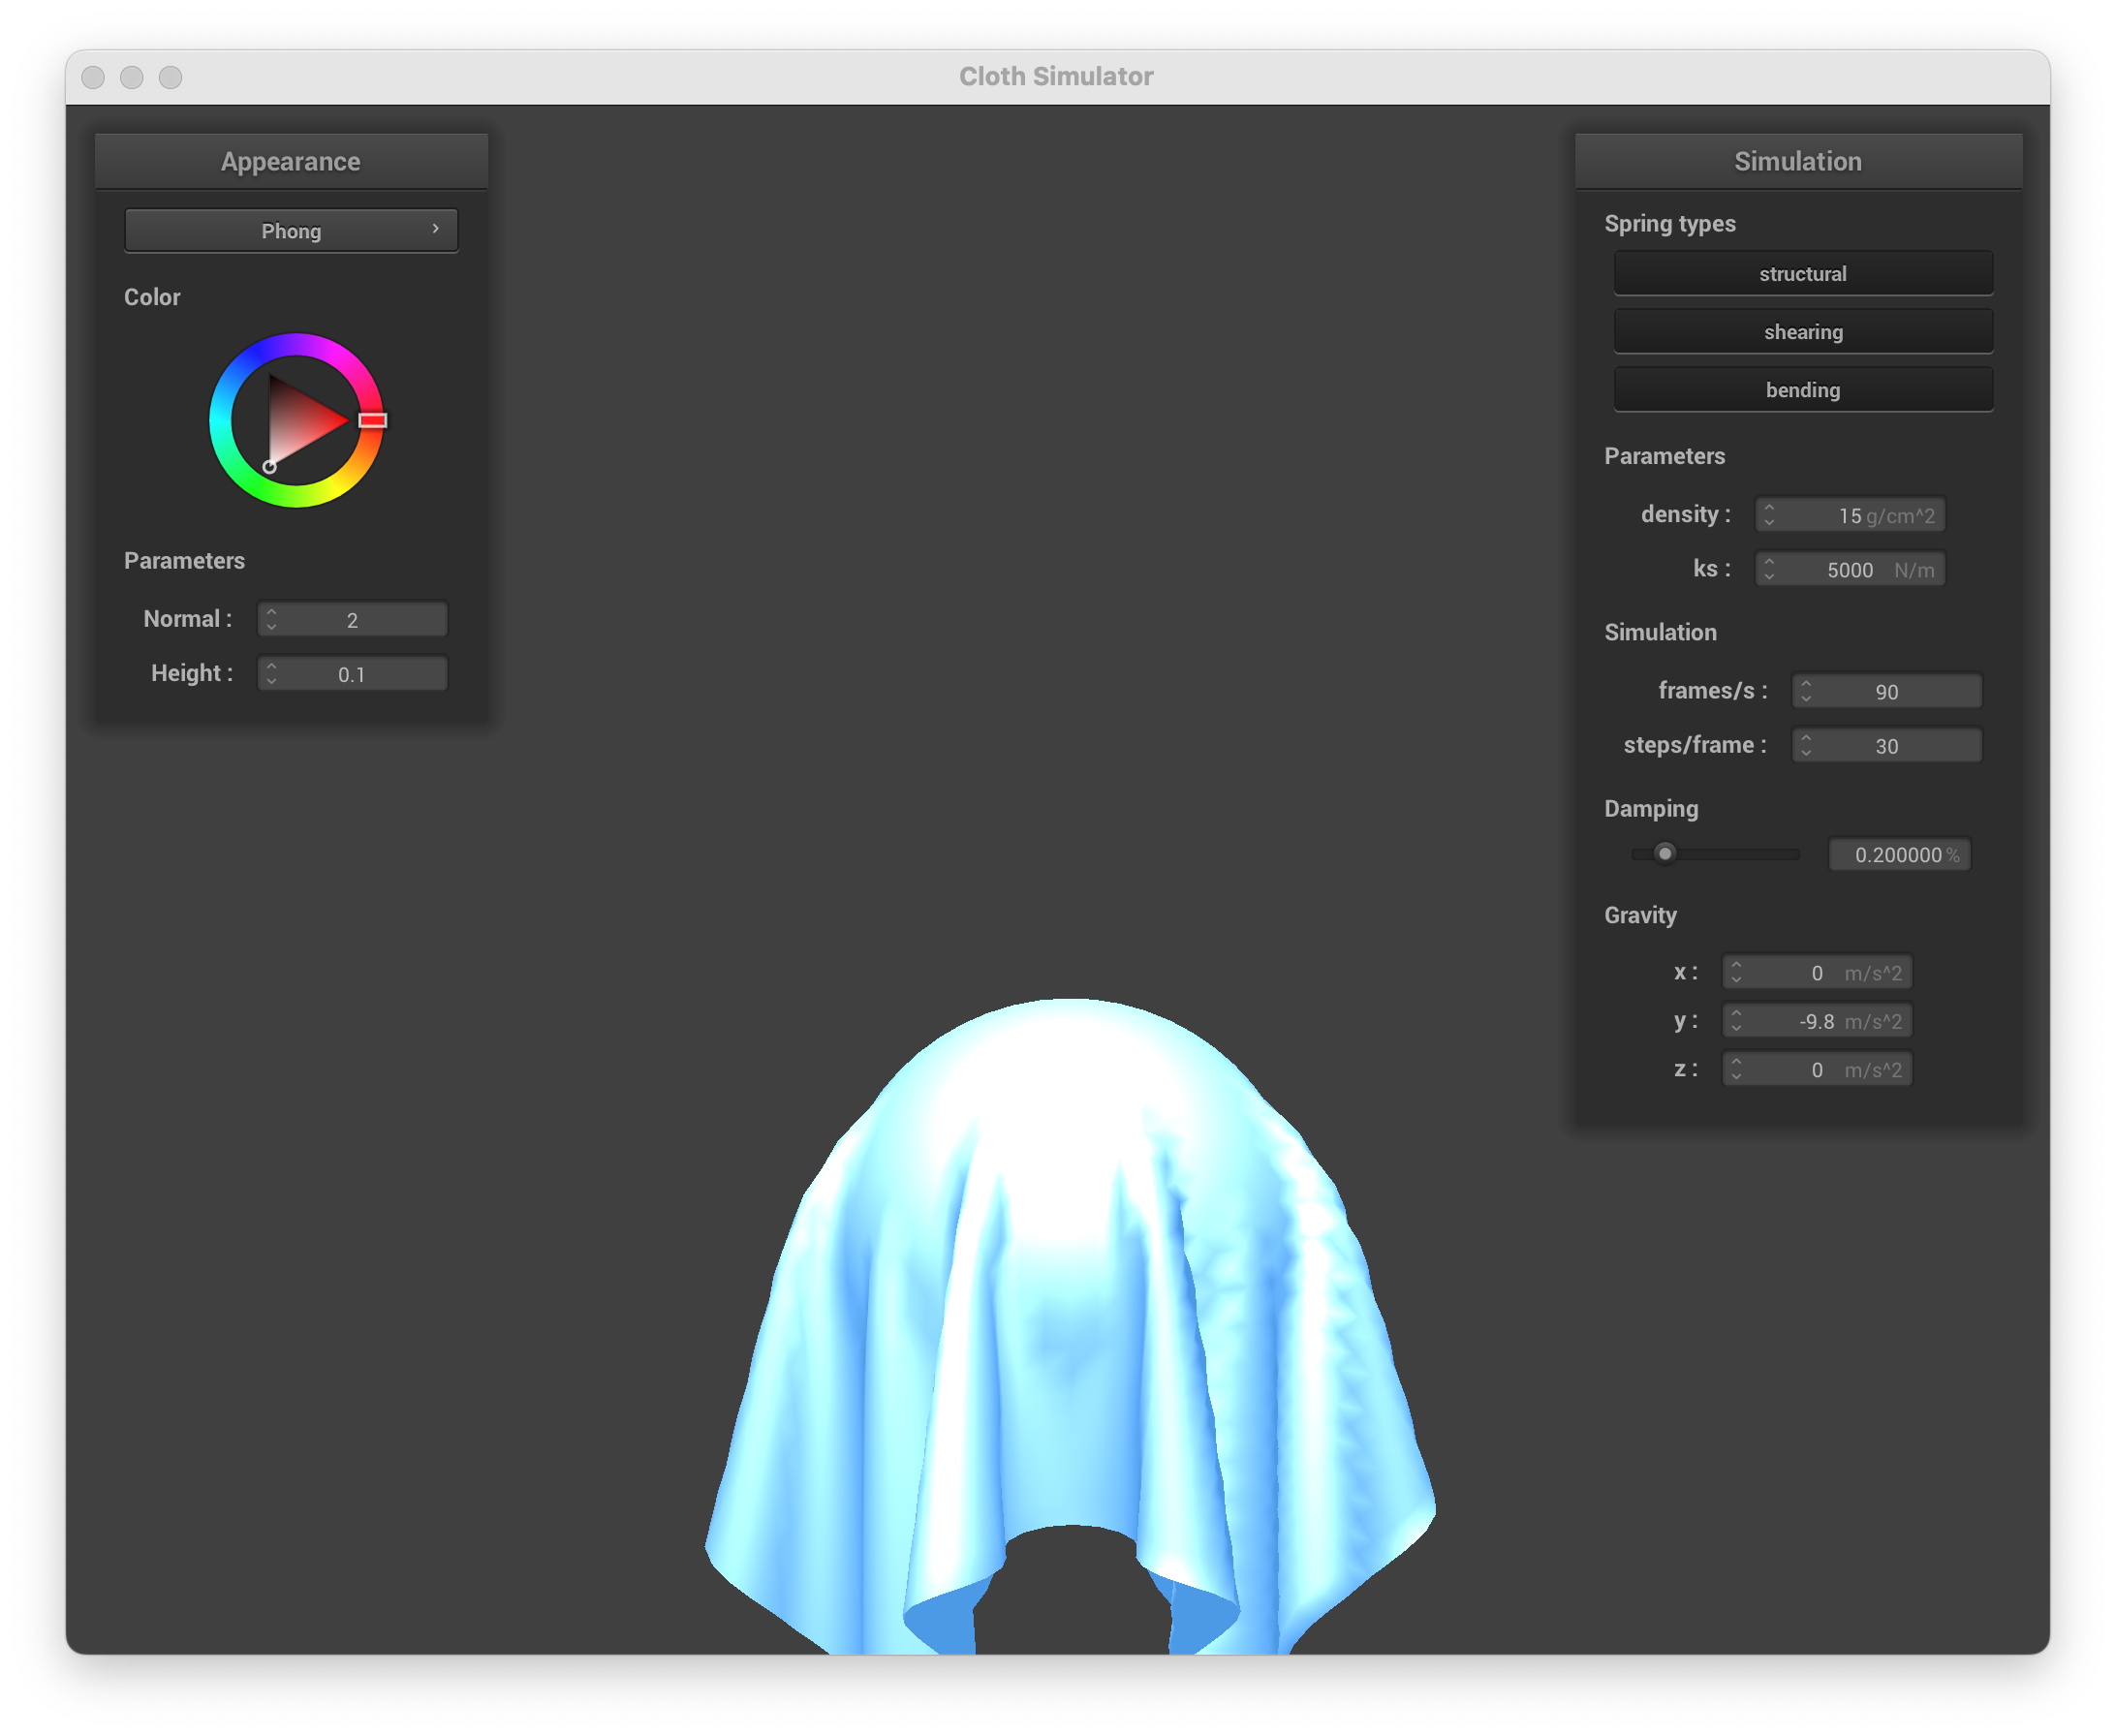 Cloth Simulator
Appearance
Phong
Color
Parameters
Normal : 2
Height : 0.1
Simulation
Spring types
structural
shearing
bending
Parameters
density : 15 g/cm^2
ks : 5000 N/m
Simulation
frames/s : 90
steps/frame : 30
Damping
0.200000 %
Gravity
x : 0 m/s^2
y : -9.8 m/s^2
z : 0 m/s^2